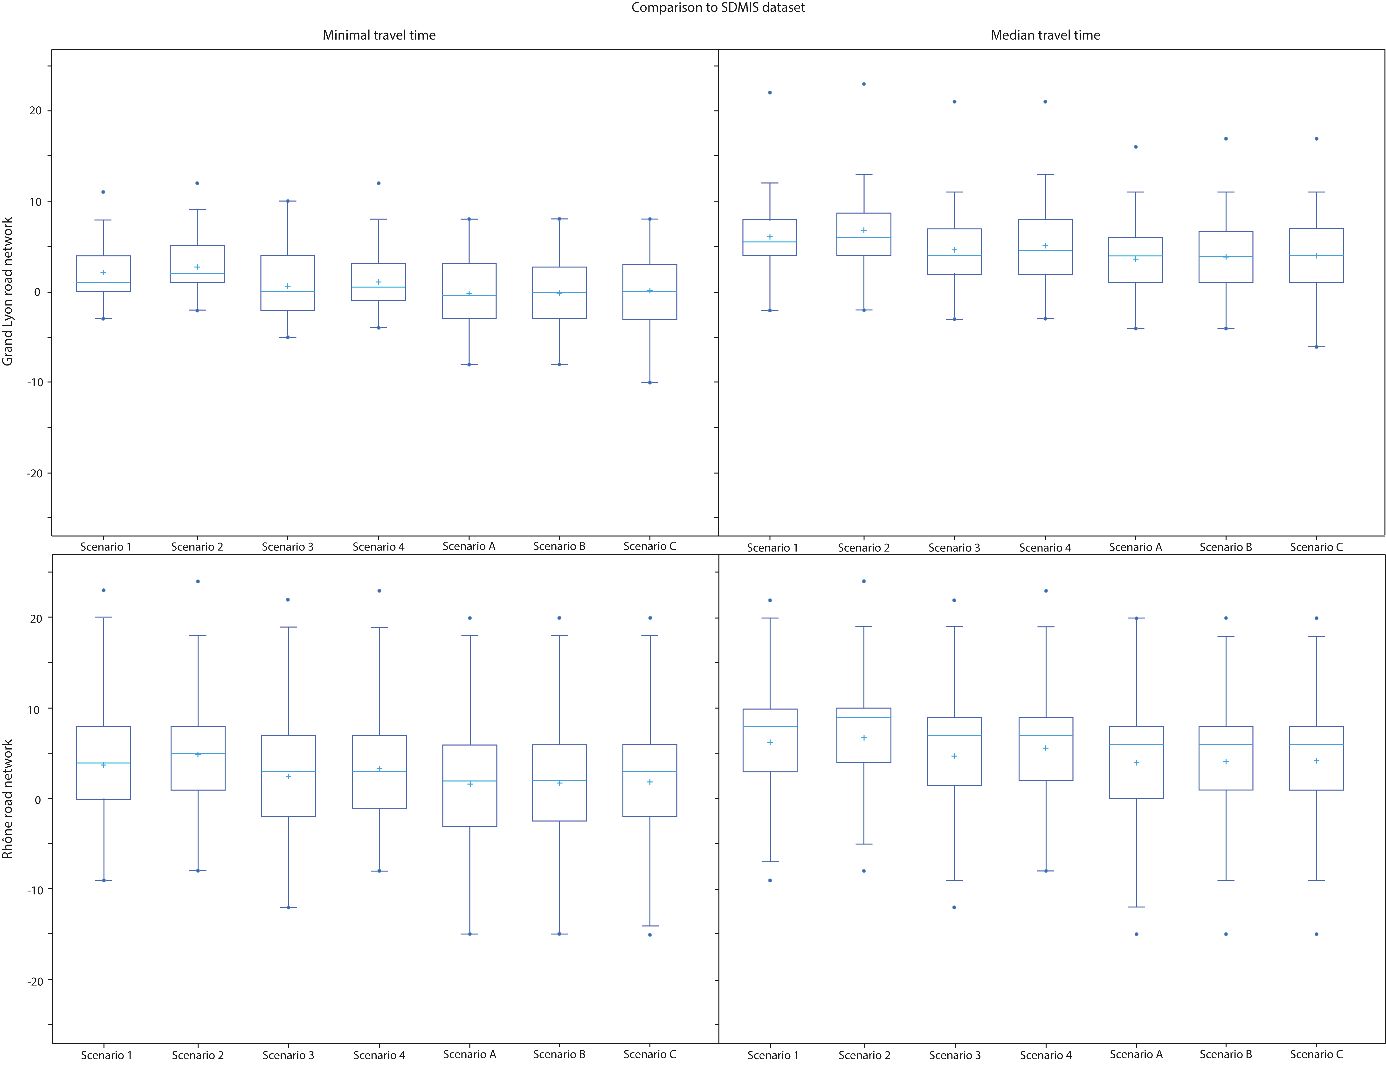 Comparison to SDMIS dataset
Minimal travel time
Median travel time
Grand Lyon road network
20
10
0
-10
-20
Scenario 1 Scenario 2 Scenario 3 Scenario 4 Scenario A Scenario B Scenario C
Scenario 1 Scenario 2 Scenario 3 Scenario 4 Scenario A Scenario B Scenario C
Rhône road network
20
10
0
-10
-20
Scenario 1 Scenario 2 Scenario 3 Scenario 4 Scenario A Scenario B Scenario C
Scenario 1 Scenario 2 Scenario 3 Scenario 4 Scenario A Scenario B Scenario C